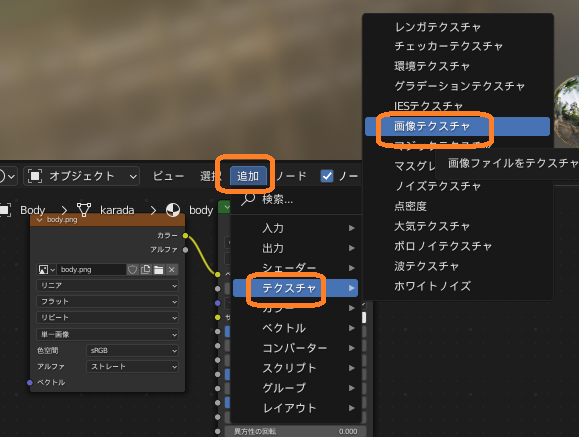 レンガテクスチャ
チェッカーテクスチャ
環境テクスチャ
グラデーションテクスチャ
IESテクスチャ
画像テクスチャ
マジックテクスチャ
マスグレ
画像ファイルをテクスチャ
ノイズテクスチャ
点密度
大気テクスチャ
ボロノイテクスチャ
波テクスチャ
ホワイトノイズ
オブジェクト
ビュー
選択
追加
ノード
ノー
Body
karada
body
検索...
入力
出力
シェーダー
テクスチャ
カラー
ベクトル
コンバーター
スクリプト
グループ
レイアウト
body.png
カラー
アルファ
body.png
リニア
フラット
リピート
単一画像
色空間 sRGB
アルファ ストレート
ベクトル
異方性の回転 0.000